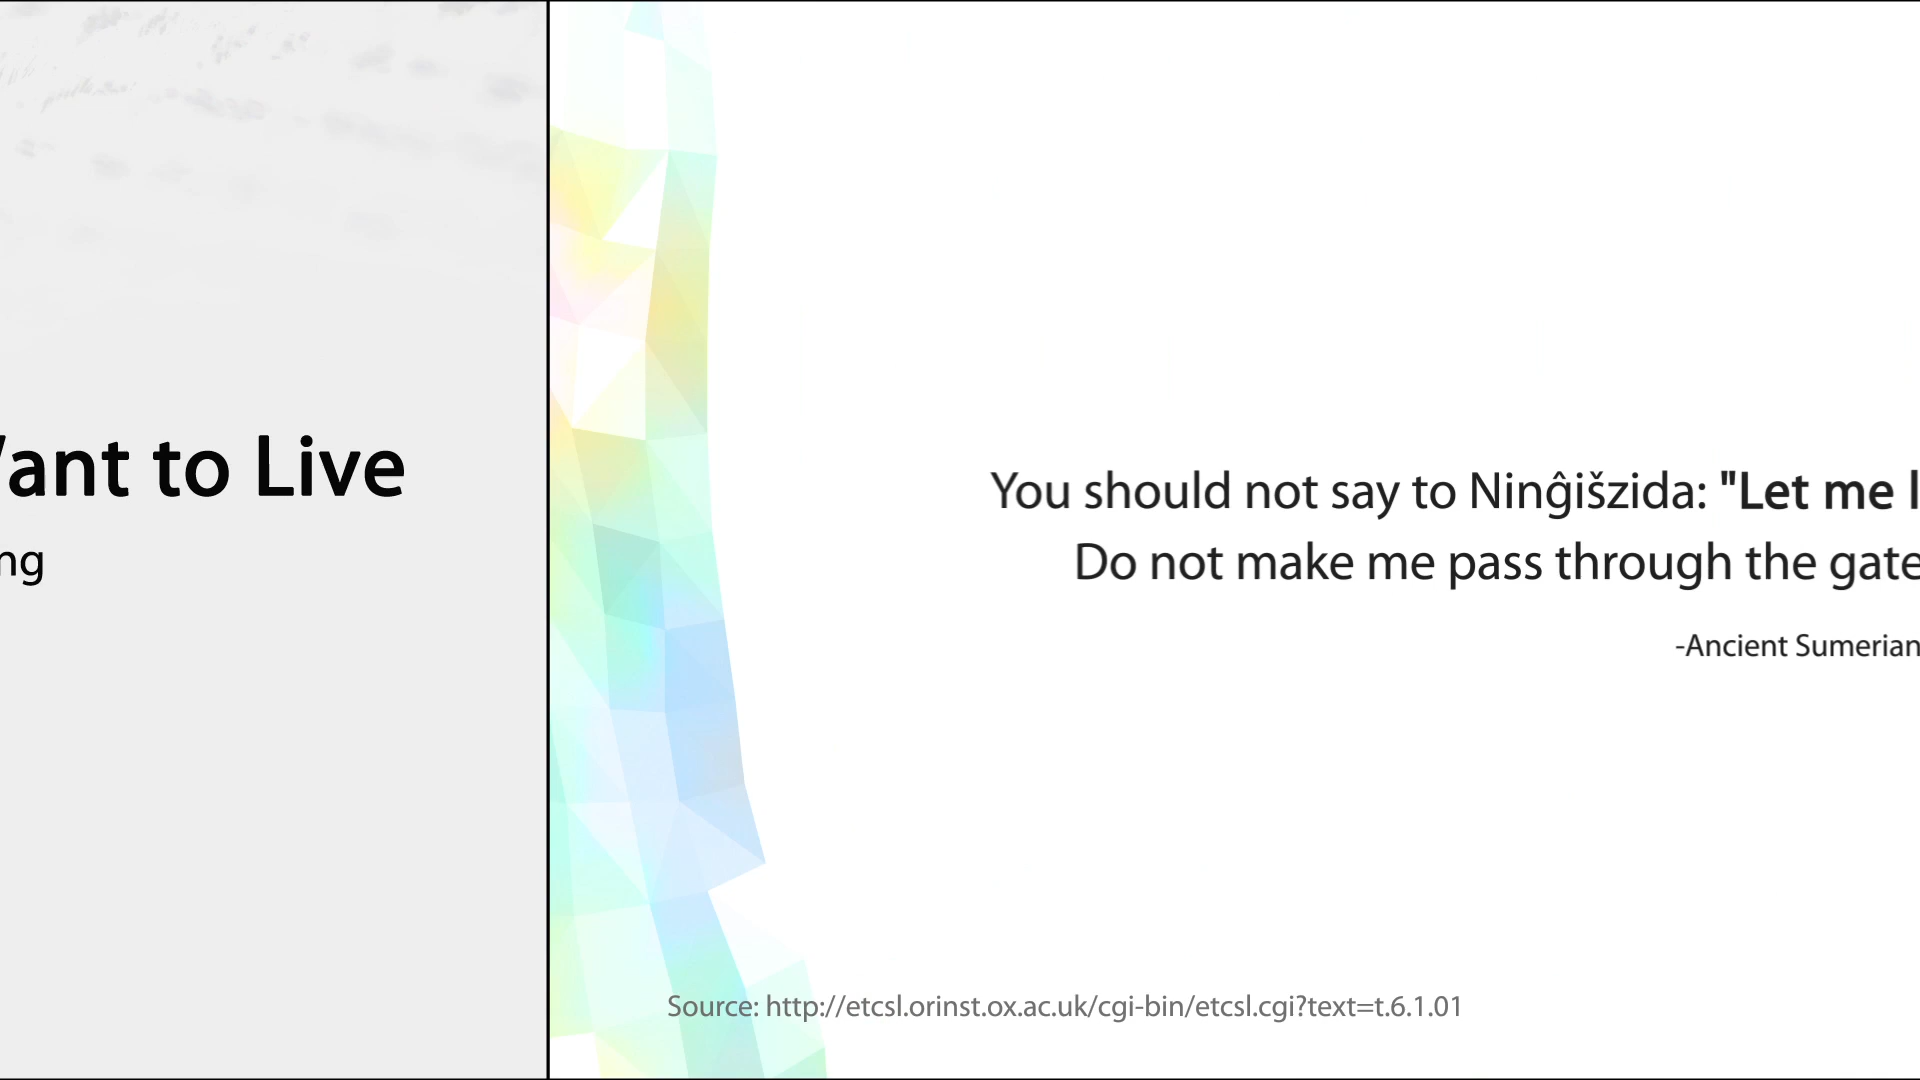 ant to Live
ng
You should not say to Ninĝišzida: "Let me l
Do not make me pass through the gate
-Ancient Sumerian
Source: http://etcsl.orinst.ox.ac.uk/cgi-bin/etcsl.cgi?text=t.6.1.01